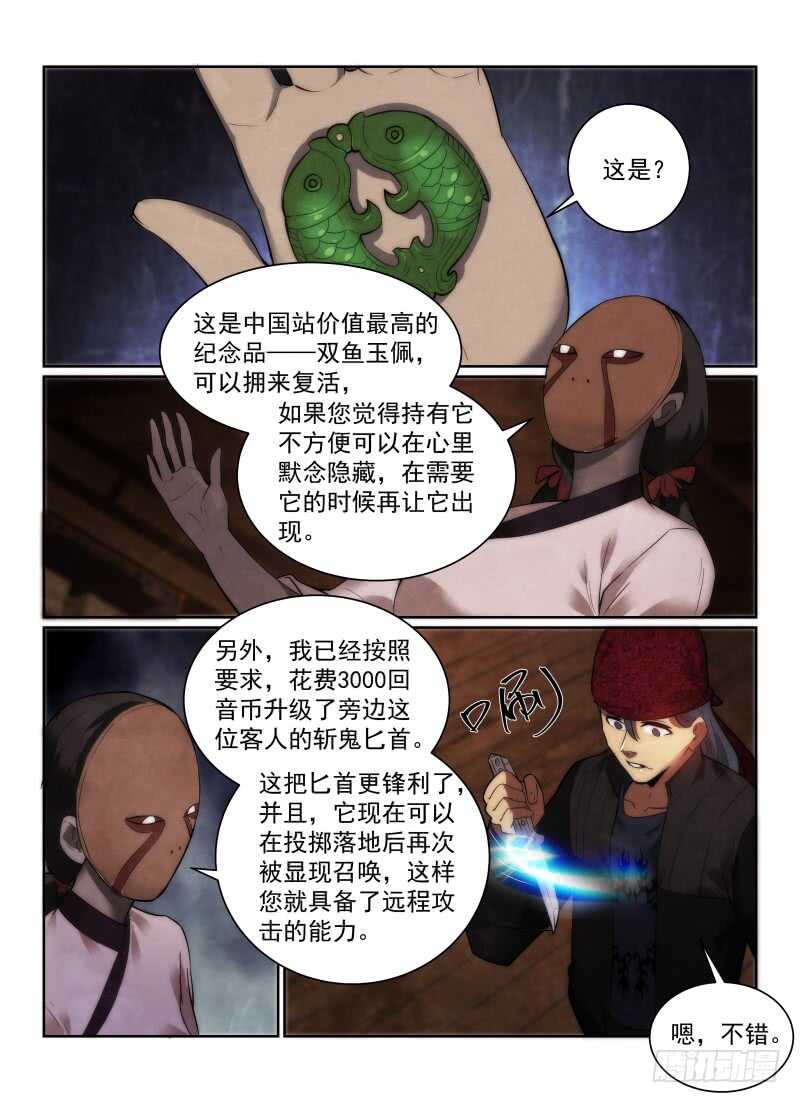 这是？
这是中国站价值最高的
纪念品——双鱼玉佩，
可以拥来复活，
如果您觉得持有它
不方便可以在心里
默念隐藏，在需要
它的时候再让它出
现。
另外，我已经按照
要求，花费3000回
音币升级了旁边这
位客人的斩鬼匕首。
这把匕首更锋利了，
并且，它现在可以
在投掷落地后再次
被显现召唤，这样
您就具备了远程攻
击的能力。
唰
嗯，不错。
腾讯动漫